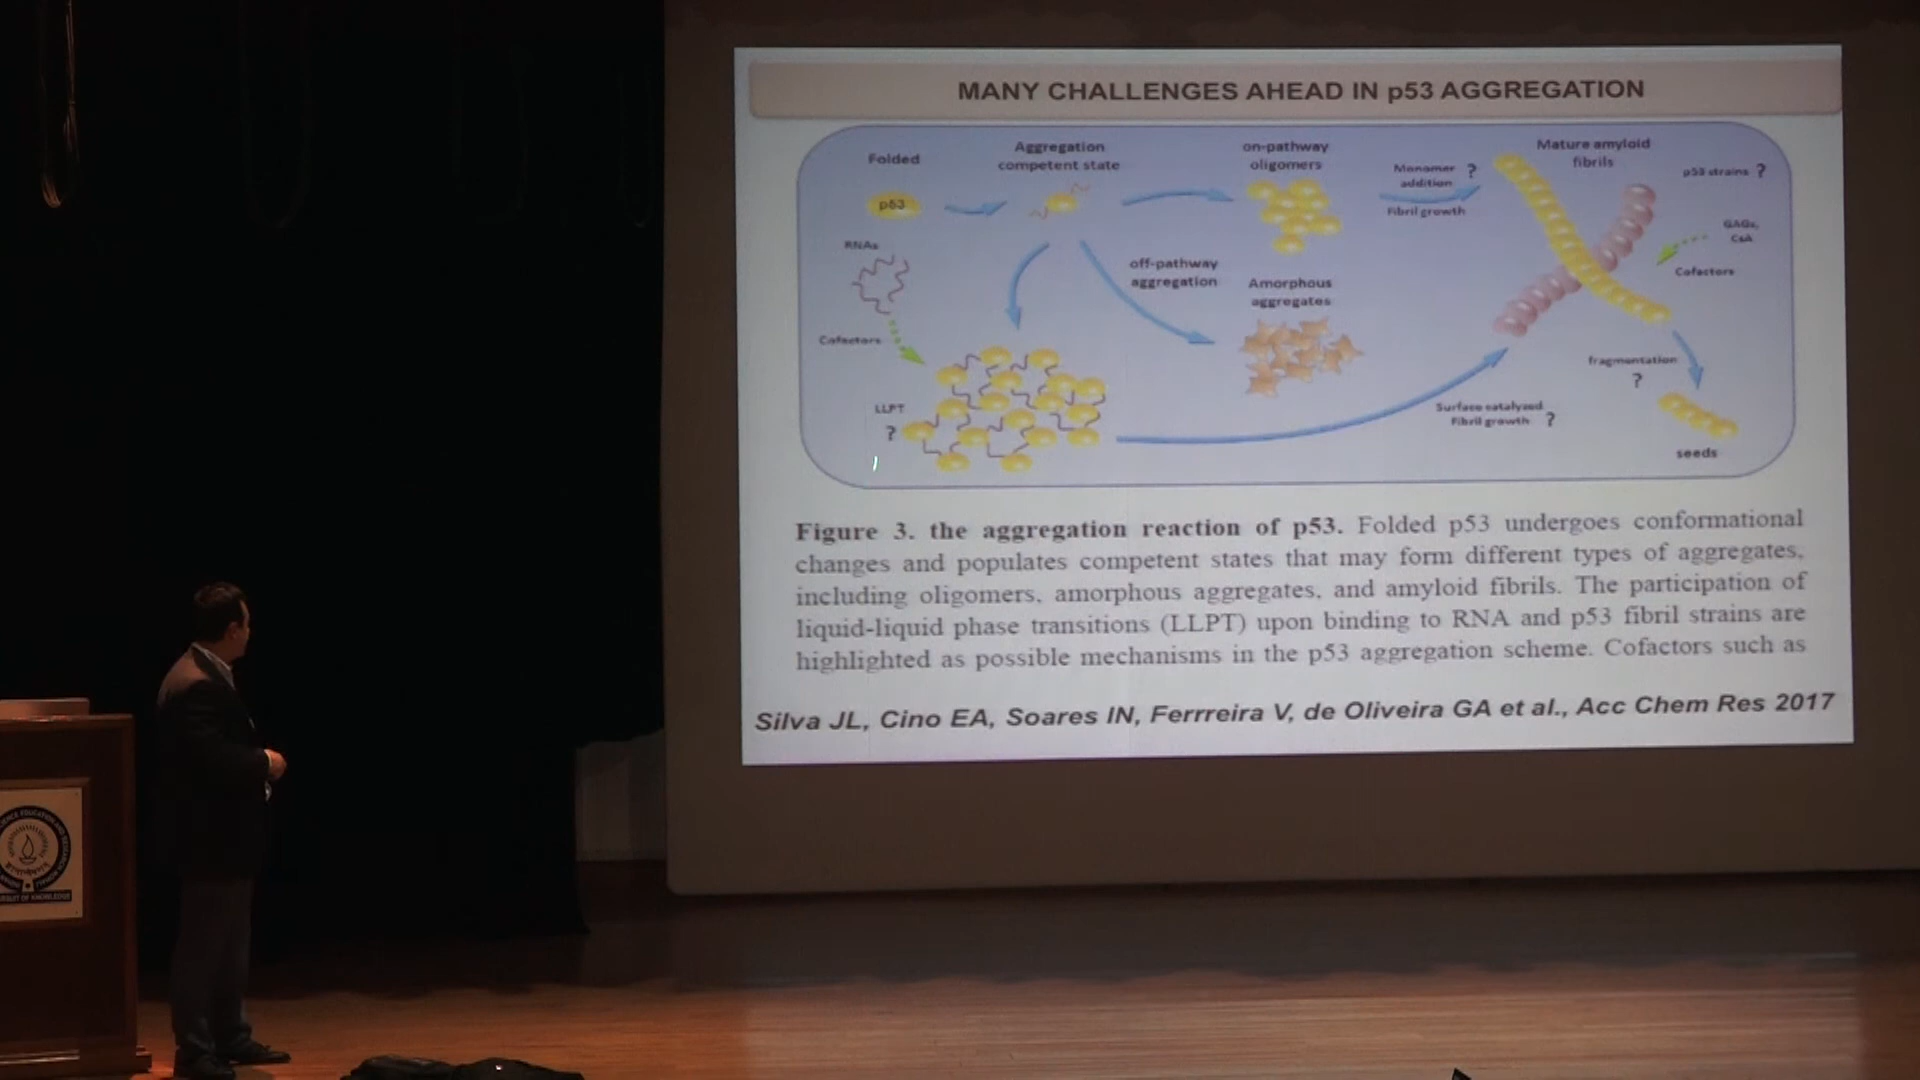 MANY CHALLENGES AHEAD IN p53 AGGREGATION
Folded
Aggregation
competent state
on-pathway
oligomers
Monomer ?
addition
Fibril growth
Mature amyloid
fibrils
p53 strains ?
p53
RNAs
GAGs,
CsA
Cofactors
off-pathway
aggregation
Amorphous
aggregates
Cofactors
fragmentation
?
LLPT
?
Surface catalyzed
Fibril growth ?
seeds
Figure 3. the aggregation reaction of p53. Folded p53 undergoes conformational
changes and populates competent states that may form different types of aggregates,
including oligomers, amorphous aggregates, and amyloid fibrils. The participation of
liquid-liquid phase transitions (LLPT) upon binding to RNA and p53 fibril strains are
highlighted as possible mechanisms in the p53 aggregation scheme. Cofactors such as
Silva JL, Cino EA, Soares IN, Ferrreira V, de Oliveira GA et al., Acc Chem Res 2017